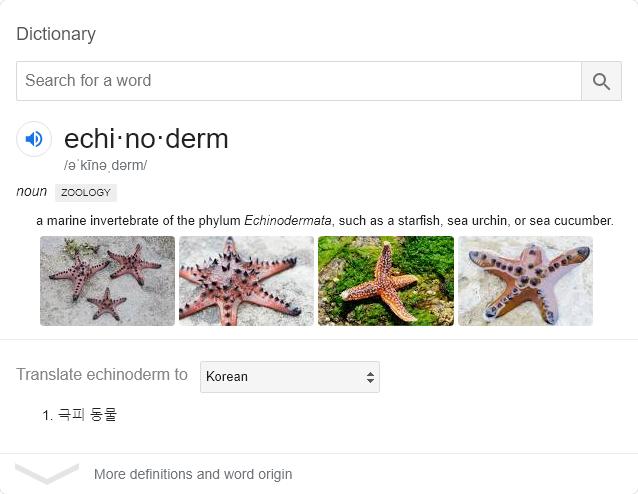 Dictionary
Search for a word
echi·no·derm
/əˈkīnəˌdərm/
noun ZOOLOGY
a marine invertebrate of the phylum Echinodermata, such as a starfish, sea urchin, or sea cucumber.
Translate echinoderm to Korean
1. 극피 동물
More definitions and word origin